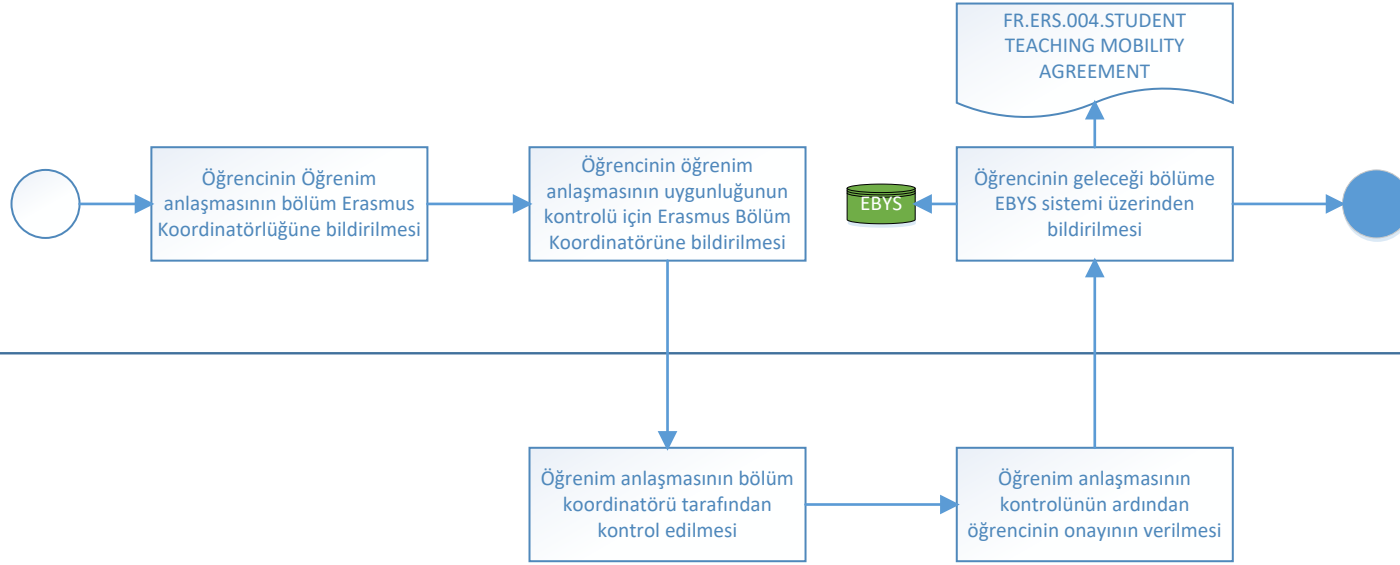 FR.ERS.004.STUDENT
TEACHING MOBILITY
AGREEMENT
Öğrencinin Öğrenim
anlaşmasının bölüm Erasmus
Koordinatörlüğüne bildirilmesi
Öğrencinin öğrenim
anlaşmasının uygunluğunun
kontrolü için Erasmus Bölüm
Koordinatörüne bildirilmesi
EBYS
Öğrencinin geleceği bölüme
EBYS sistemi üzerinden
bildirilmesi
Öğrenim anlaşmasının bölüm
koordinatörü tarafından
kontrol edilmesi
Öğrenim anlaşmasının
kontrolünün ardından
öğrencinin onayının verilmesi